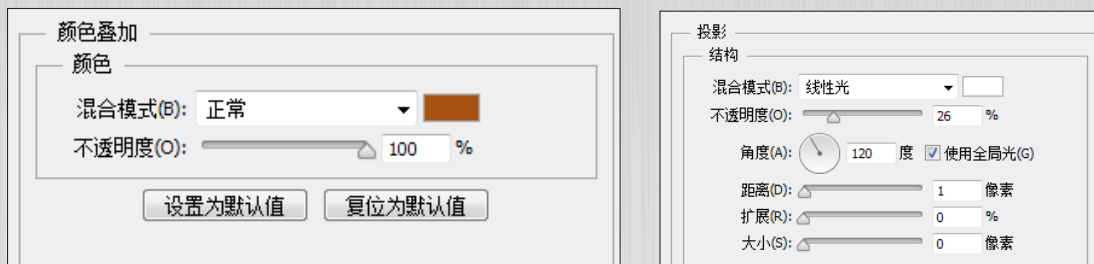 颜色叠加
颜色
混合模式(B): 正常
不透明度(O): 100 %
设置为默认值 复位为默认值
投影
结构
混合模式(B): 线性光
不透明度(O): 26 %
角度(A): 120 度 使用全局光(G)
距离(D): 1 像素
扩展(R): 0 %
大小(S): 0 像素